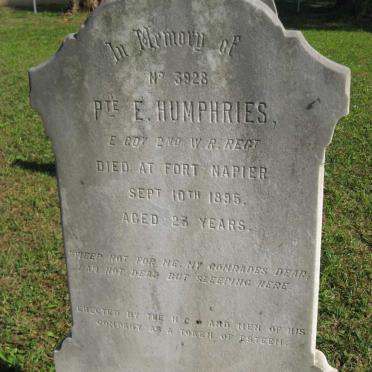 In Memory of
No 3928
PTE E. HUMPHRIES,
E COY 2ND W.R. REGT
DIED AT FORT NAPIER
SEPT 10TH 1895.
AGED 23 YEARS.
WEEP NOT FOR ME, MY COMRADES DEAR,
I AM NOT DEAD BUT SLEEPING HERE
ERECTED BY THE N C O AND MEN OF HIS
COMPANY AS A TOKEN OF ESTEEM.